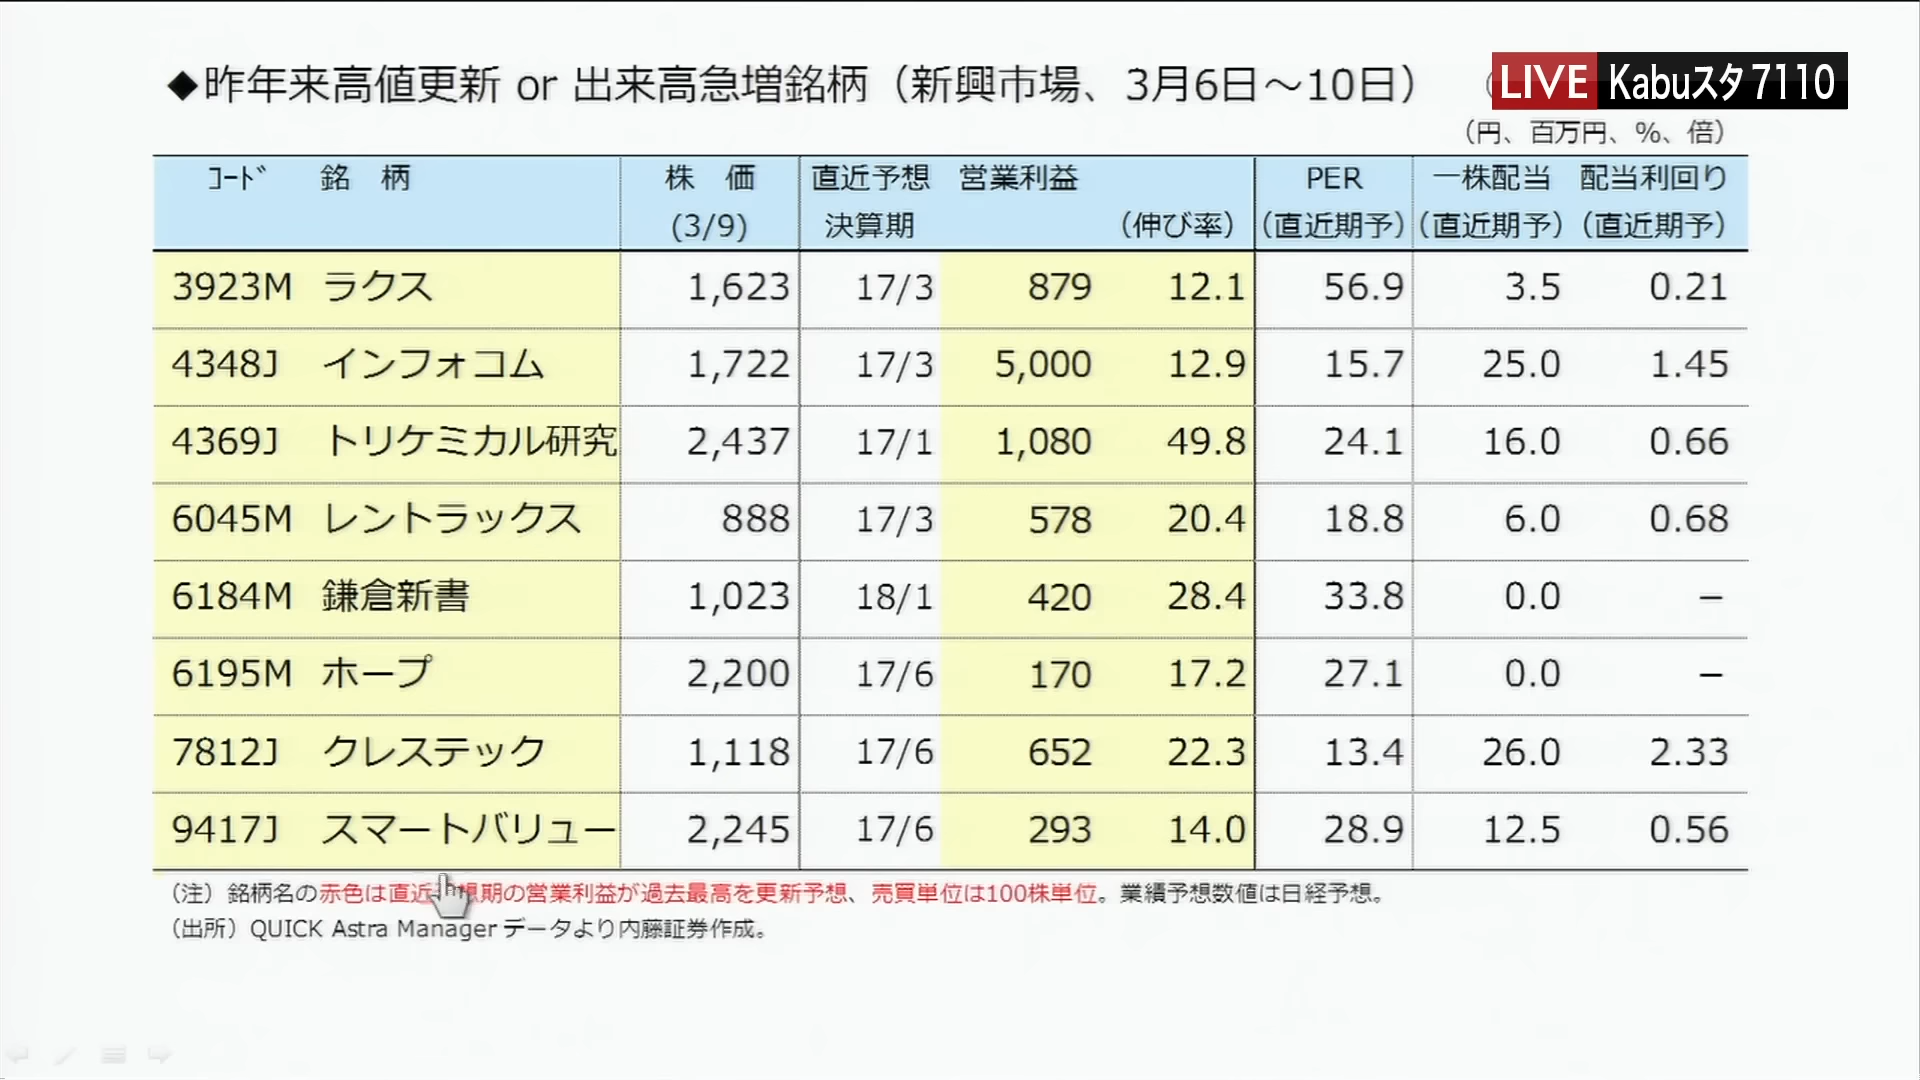 ◆昨年来高値更新 or 出来高急増銘柄（新興市場、3月6日～10日）
LIVE Kabuスタ 7110
（円、百万円、%、倍）
ｺｰﾄﾞ 銘 柄 株 価 直近予想 営業利益 PER 一株配当 配当利回り
(3/9) 決算期 （伸び率） （直近期予） （直近期予） （直近期予）
3923M ラクス 1,623 17/3 879 12.1 56.9 3.5 0.21
4348J インフォコム 1,722 17/3 5,000 12.9 15.7 25.0 1.45
4369J トリケミカル研究 2,437 17/1 1,080 49.8 24.1 16.0 0.66
6045M レントラックス 888 17/3 578 20.4 18.8 6.0 0.68
6184M 鎌倉新書 1,023 18/1 420 28.4 33.8 0.0 –
6195M ホープ 2,200 17/6 170 17.2 27.1 0.0 –
7812J クレステック 1,118 17/6 652 22.3 13.4 26.0 2.33
9417J スマートバリュー 2,245 17/6 293 14.0 28.9 12.5 0.56
（注）銘柄名の赤色は直近予想期の営業利益が過去最高を更新予想、売買単位は100株単位。業績予想数値は日経予想。
（出所）QUICK Astra Manager データより内藤証券作成。